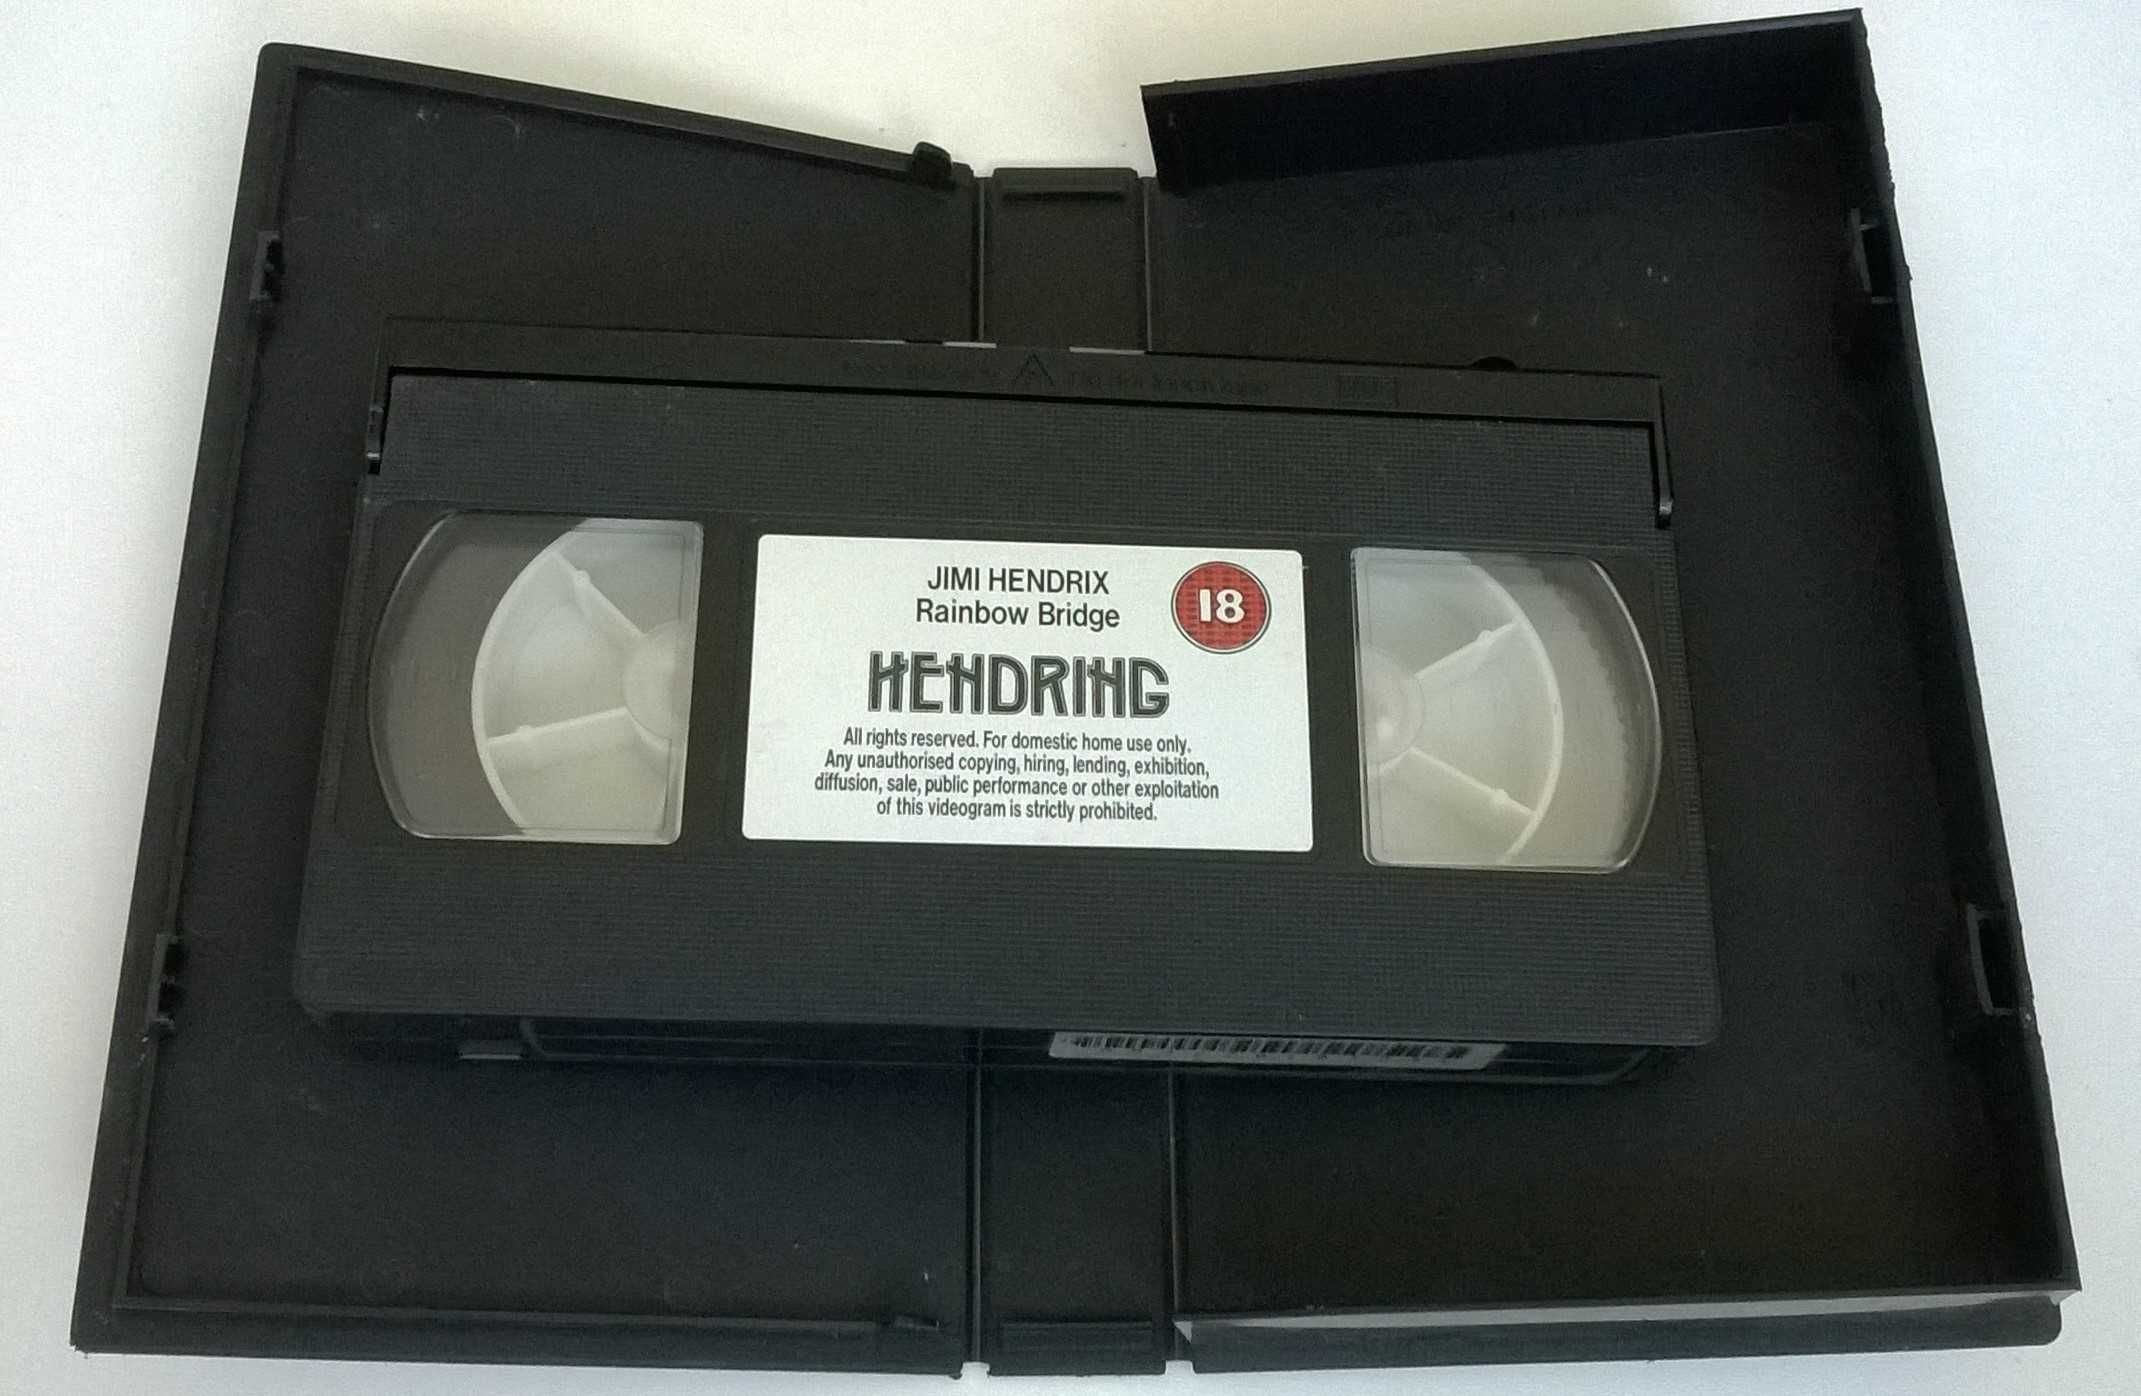 JIMI HENDRIX
Rainbow Bridge
18
HENDRING
All rights reserved. For domestic home use only.
Any unauthorised copying, hiring, lending, exhibition,
diffusion, sale, public performance or other exploitation
of this videogram is strictly prohibited.